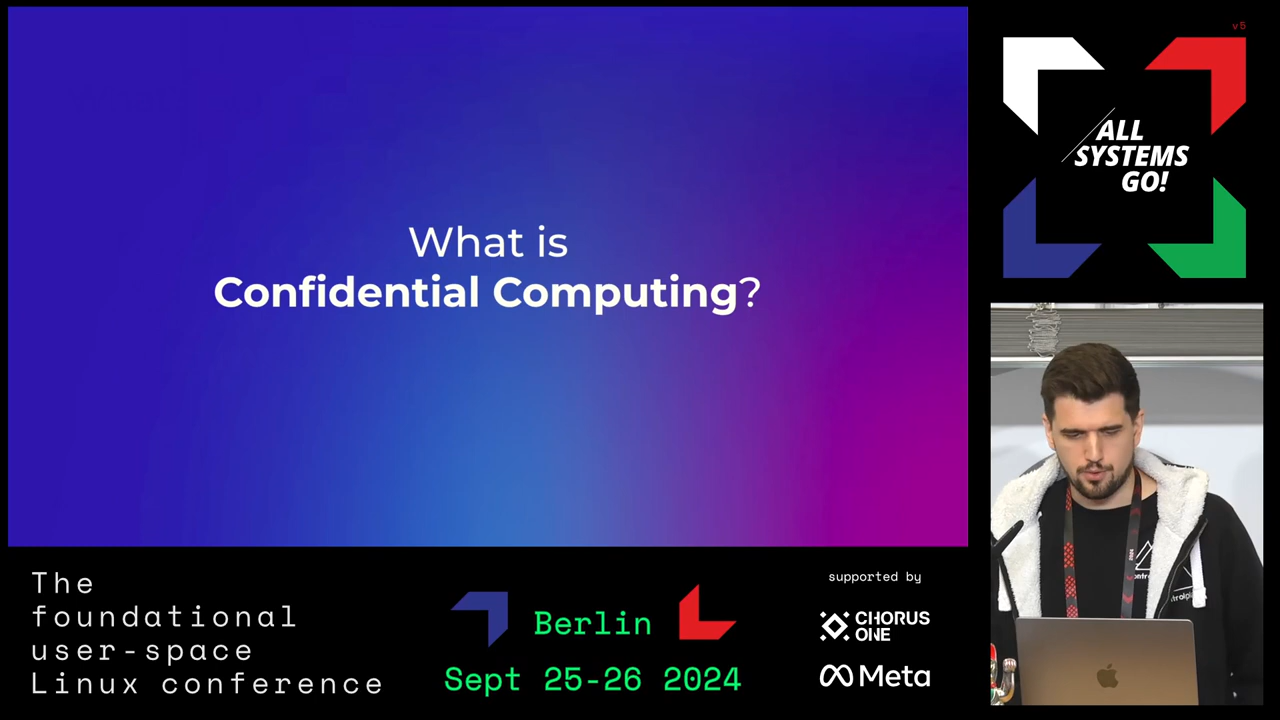 What is
Confidential Computing?
v5
ALL
SYSTEMS
GO!
The
foundational
user-space
Linux conference
Berlin
Sept 25-26 2024
supported by
CHORUS
ONE
Meta